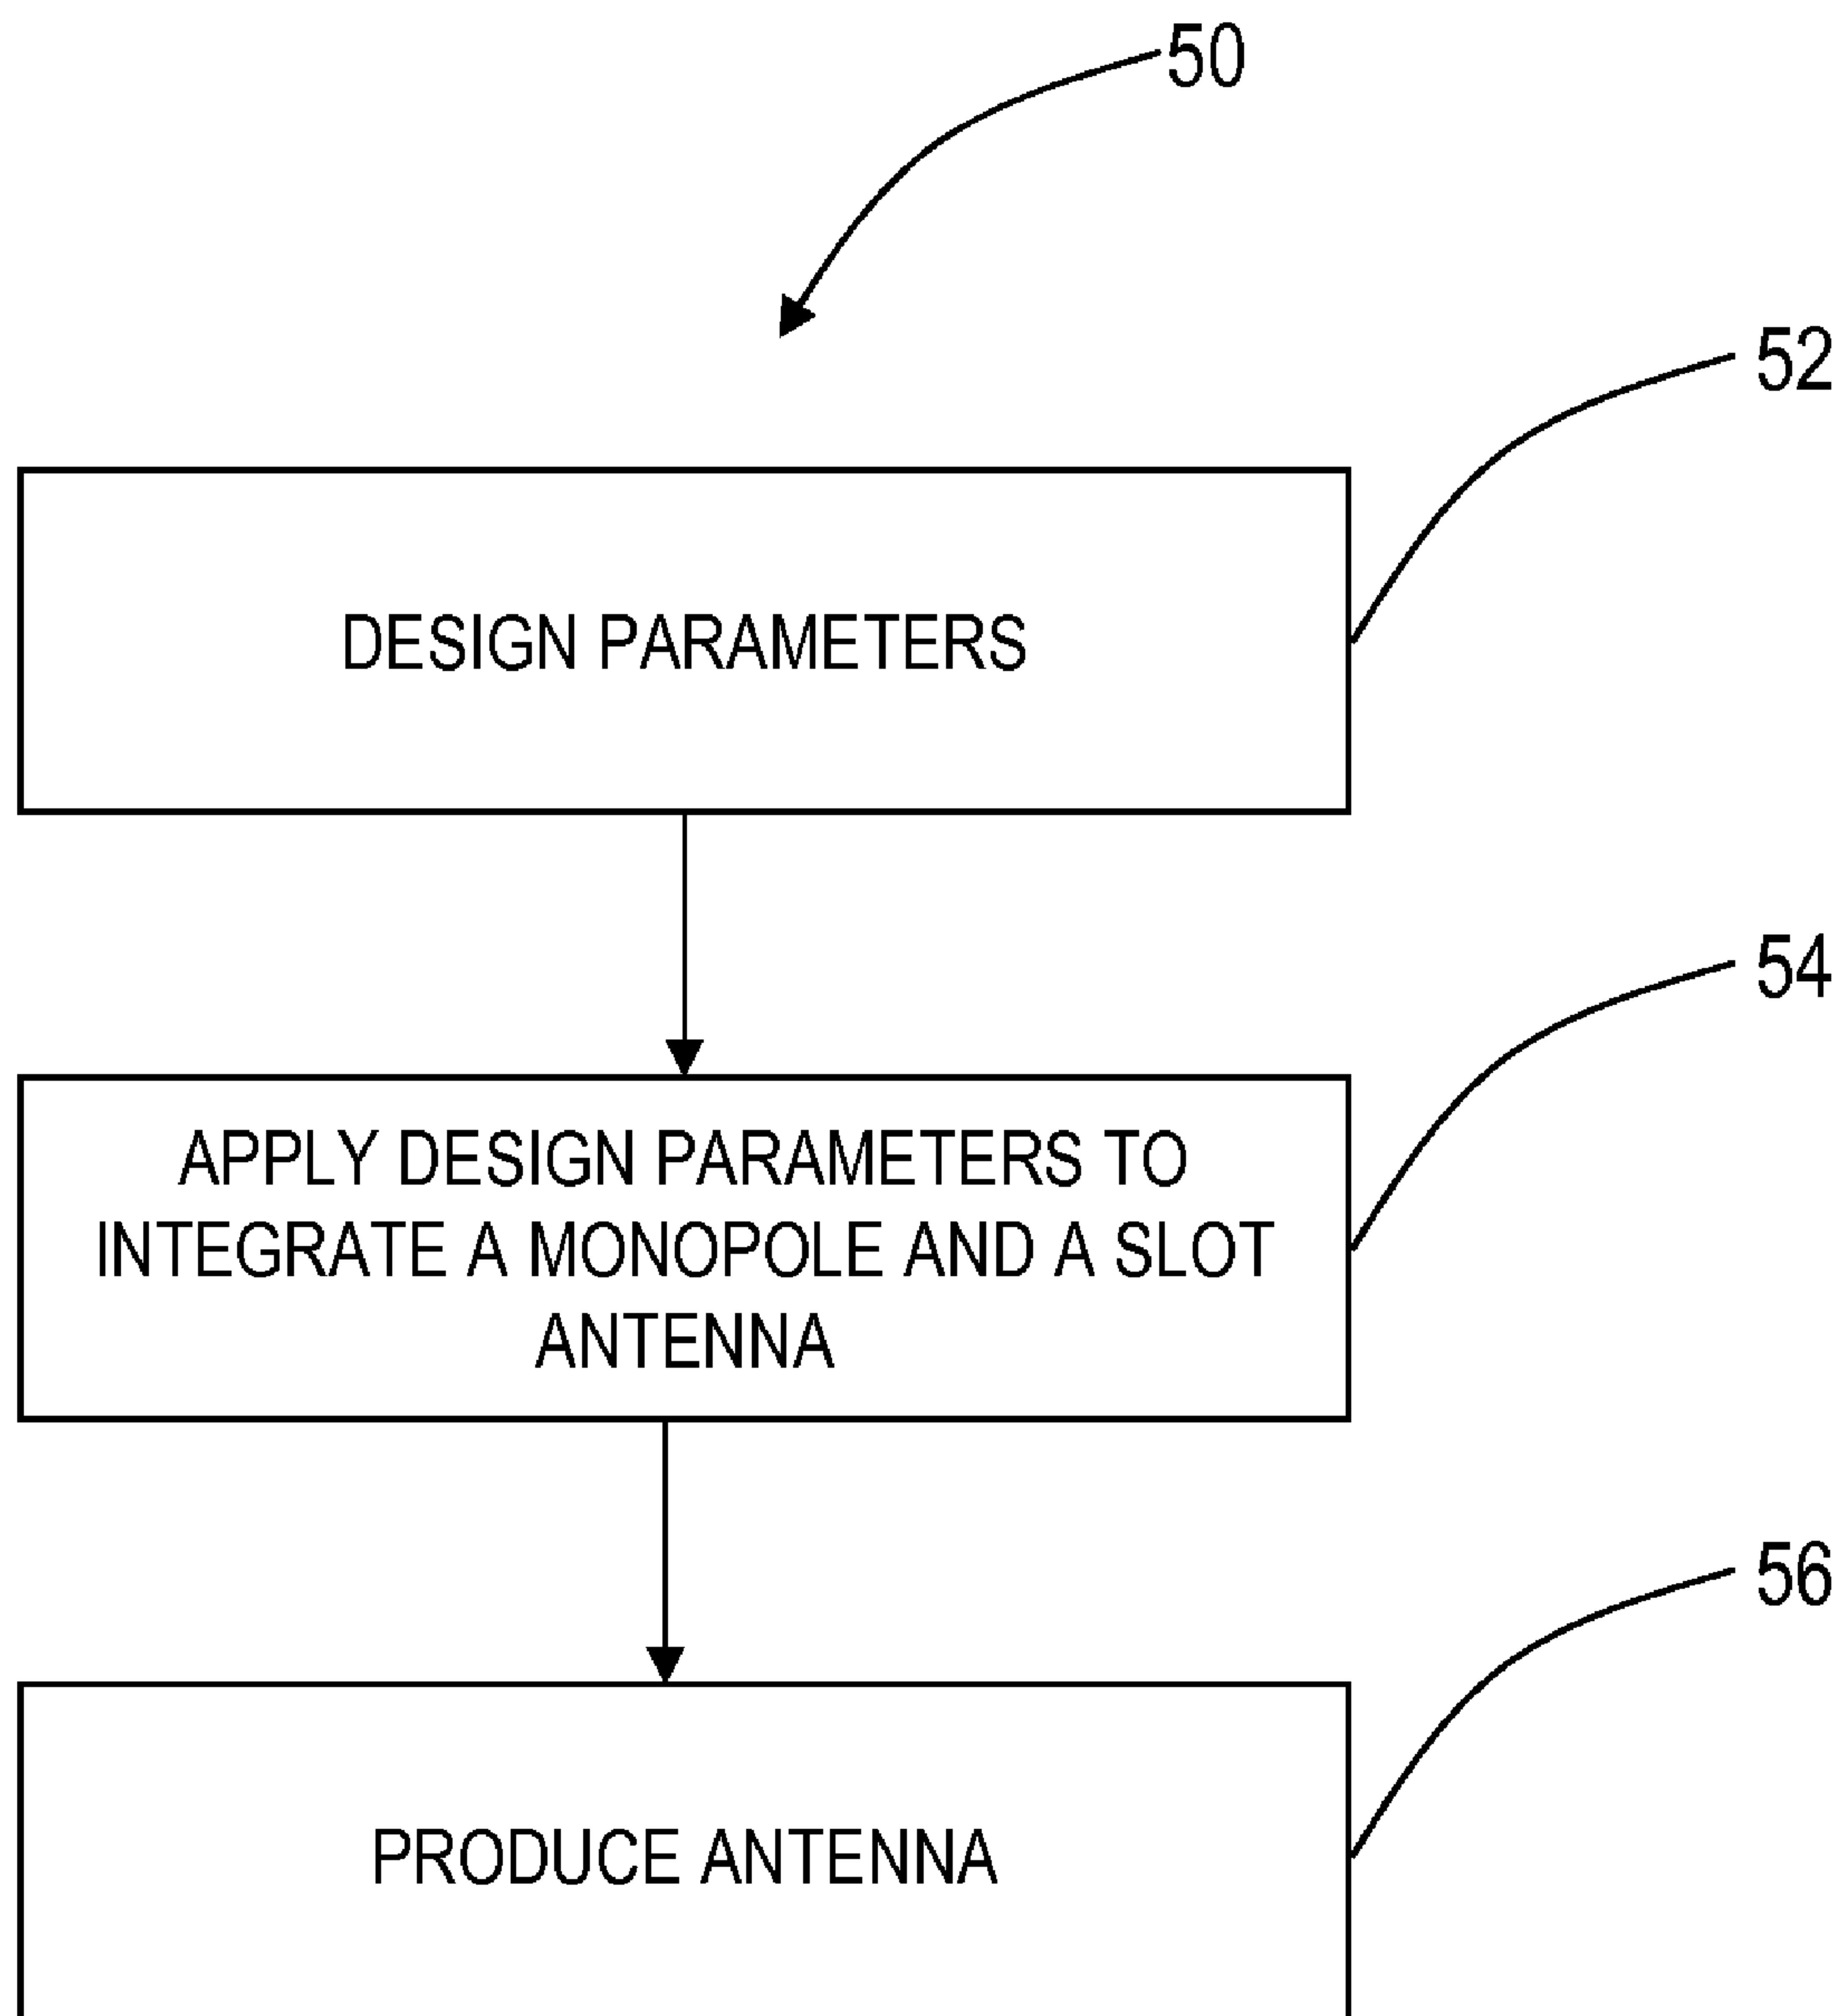 50
52
DESIGN PARAMETERS
54
APPLY DESIGN PARAMETERS TO
INTEGRATE A MONOPOLE AND A SLOT
ANTENNA
56
PRODUCE ANTENNA